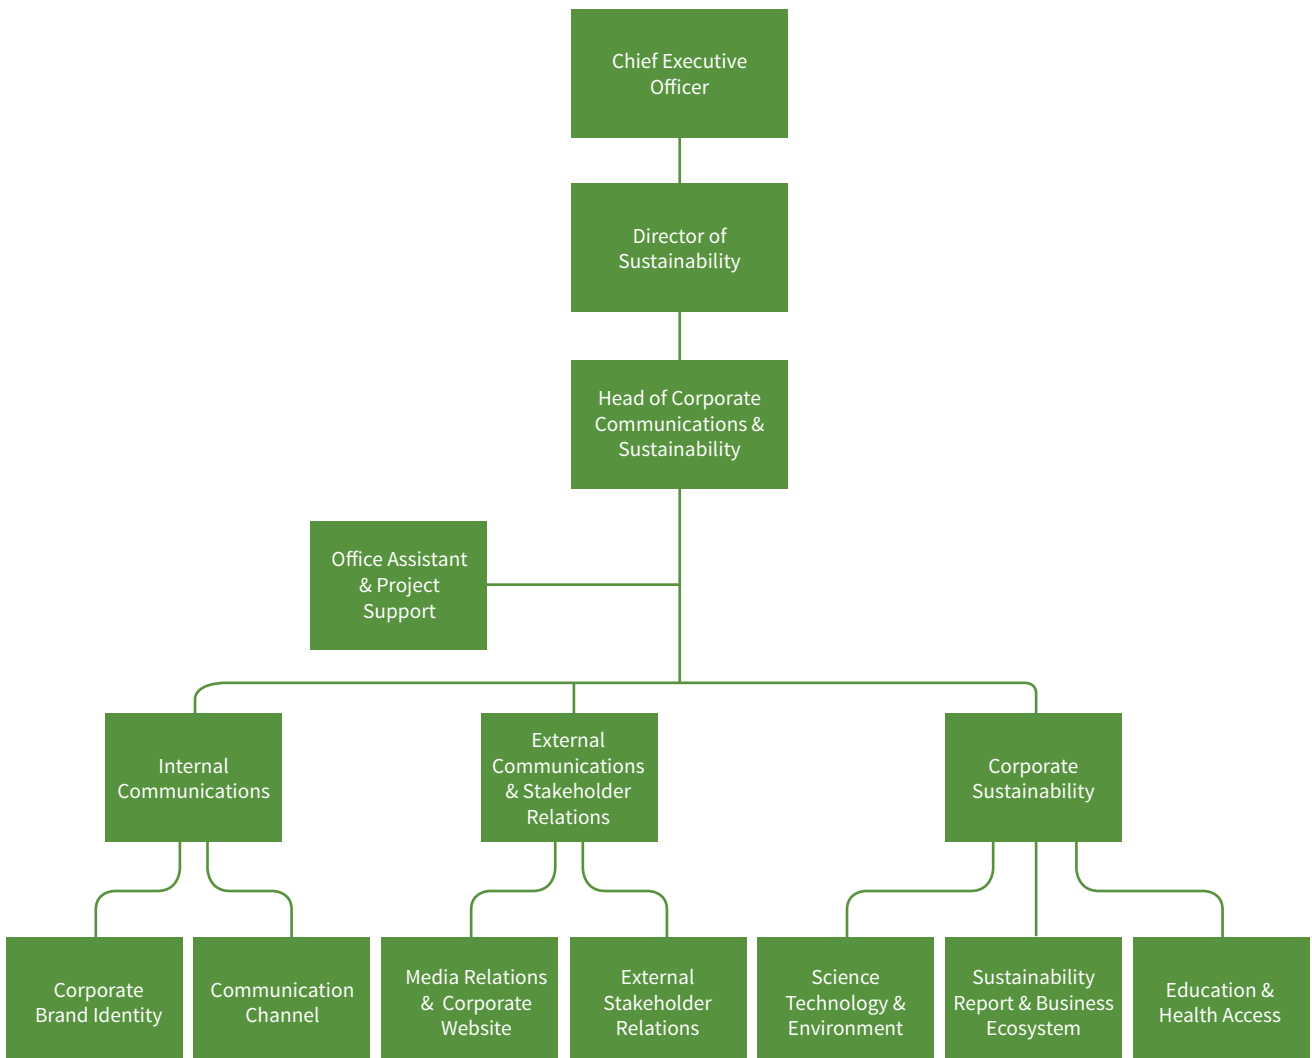 Chief Executive
Officer
Director of
Sustainability
Head of Corporate
Communications &
Sustainability
Office Assistant
& Project
Support
Internal
Communications
External
Communications
& Stakeholder
Relations
Corporate
Sustainability
Corporate
Brand Identity
Communication
Channel
Media Relations
& Corporate
Website
External
Stakeholder
Relations
Science
Technology &
Environment
Sustainability
Report & Business
Ecosystem
Education &
Health Access